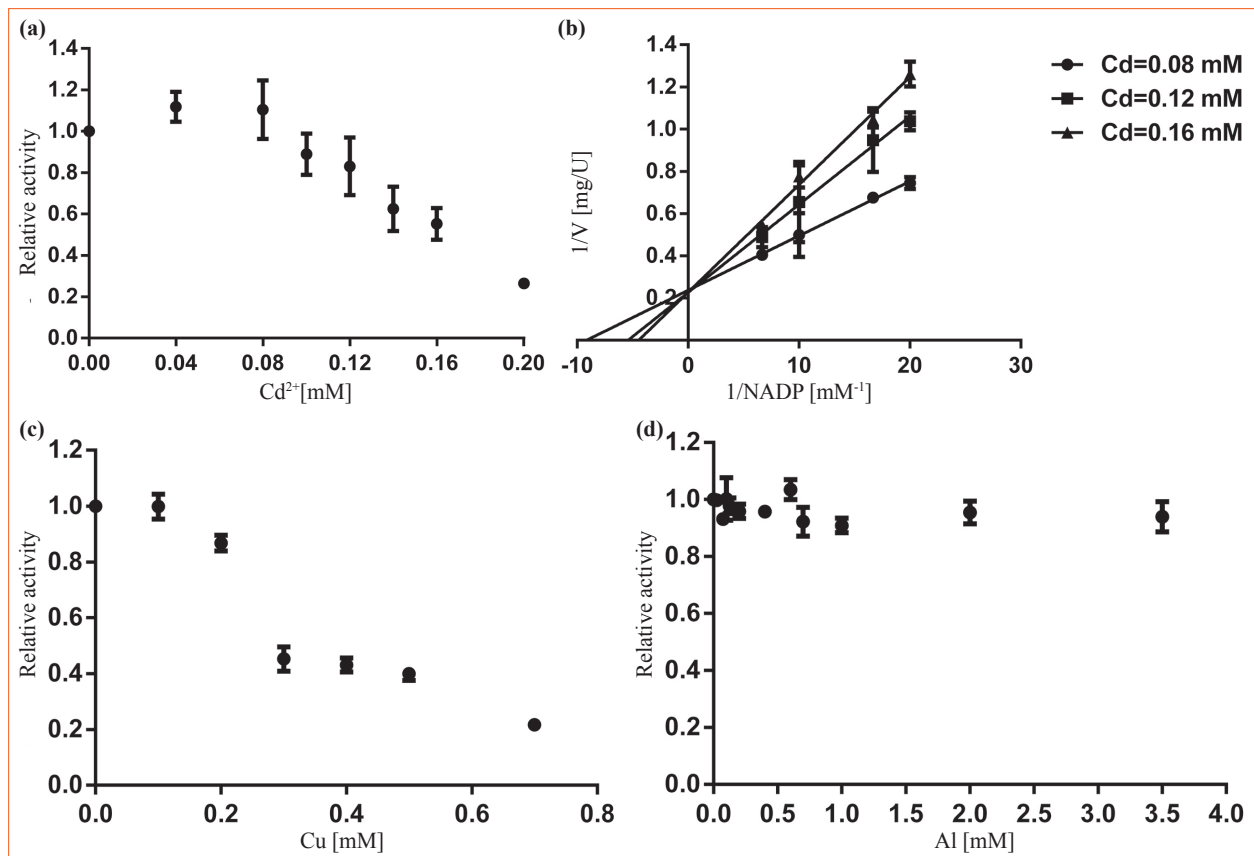 (a)
1.4
1.2
1.0
0.8
0.6
0.4
0.2
0.0
- Relative activity
0.00 0.04 0.08 0.12 0.16 0.20
Cd²⁺[mM]
(b)
1.4
1.2
1.0
0.8
0.6
0.4
0.2
1/V [mg/U]
-10 0 10 20 30
1/NADP [mM⁻¹]
Cd=0.08 mM
Cd=0.12 mM
Cd=0.16 mM
(c)
1.2
1.0
0.8
0.6
0.4
0.2
0.0
Relative activity
0.0 0.2 0.4 0.6 0.8
Cu [mM]
(d)
1.2
1.0
0.8
0.6
0.4
0.2
0.0
Relative activity
0.0 0.5 1.0 1.5 2.0 2.5 3.0 3.5 4.0
Al [mM]